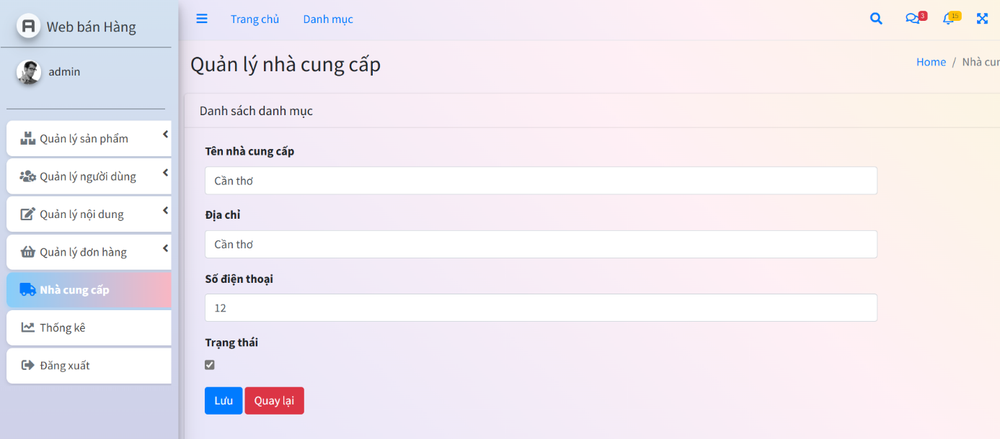 Web bán Hàng
admin
Quản lý sản phẩm
Quản lý người dùng
Quản lý nội dung
Quản lý đơn hàng
Nhà cung cấp
Thống kê
Đăng xuất
Trang chủ Danh mục 3 15
Quản lý nhà cung cấp
Home / Nhà cun
Danh sách danh mục
Tên nhà cung cấp
Cần thơ
Địa chỉ
Cần thơ
Số điện thoại
12
Trạng thái
Lưu Quay lại